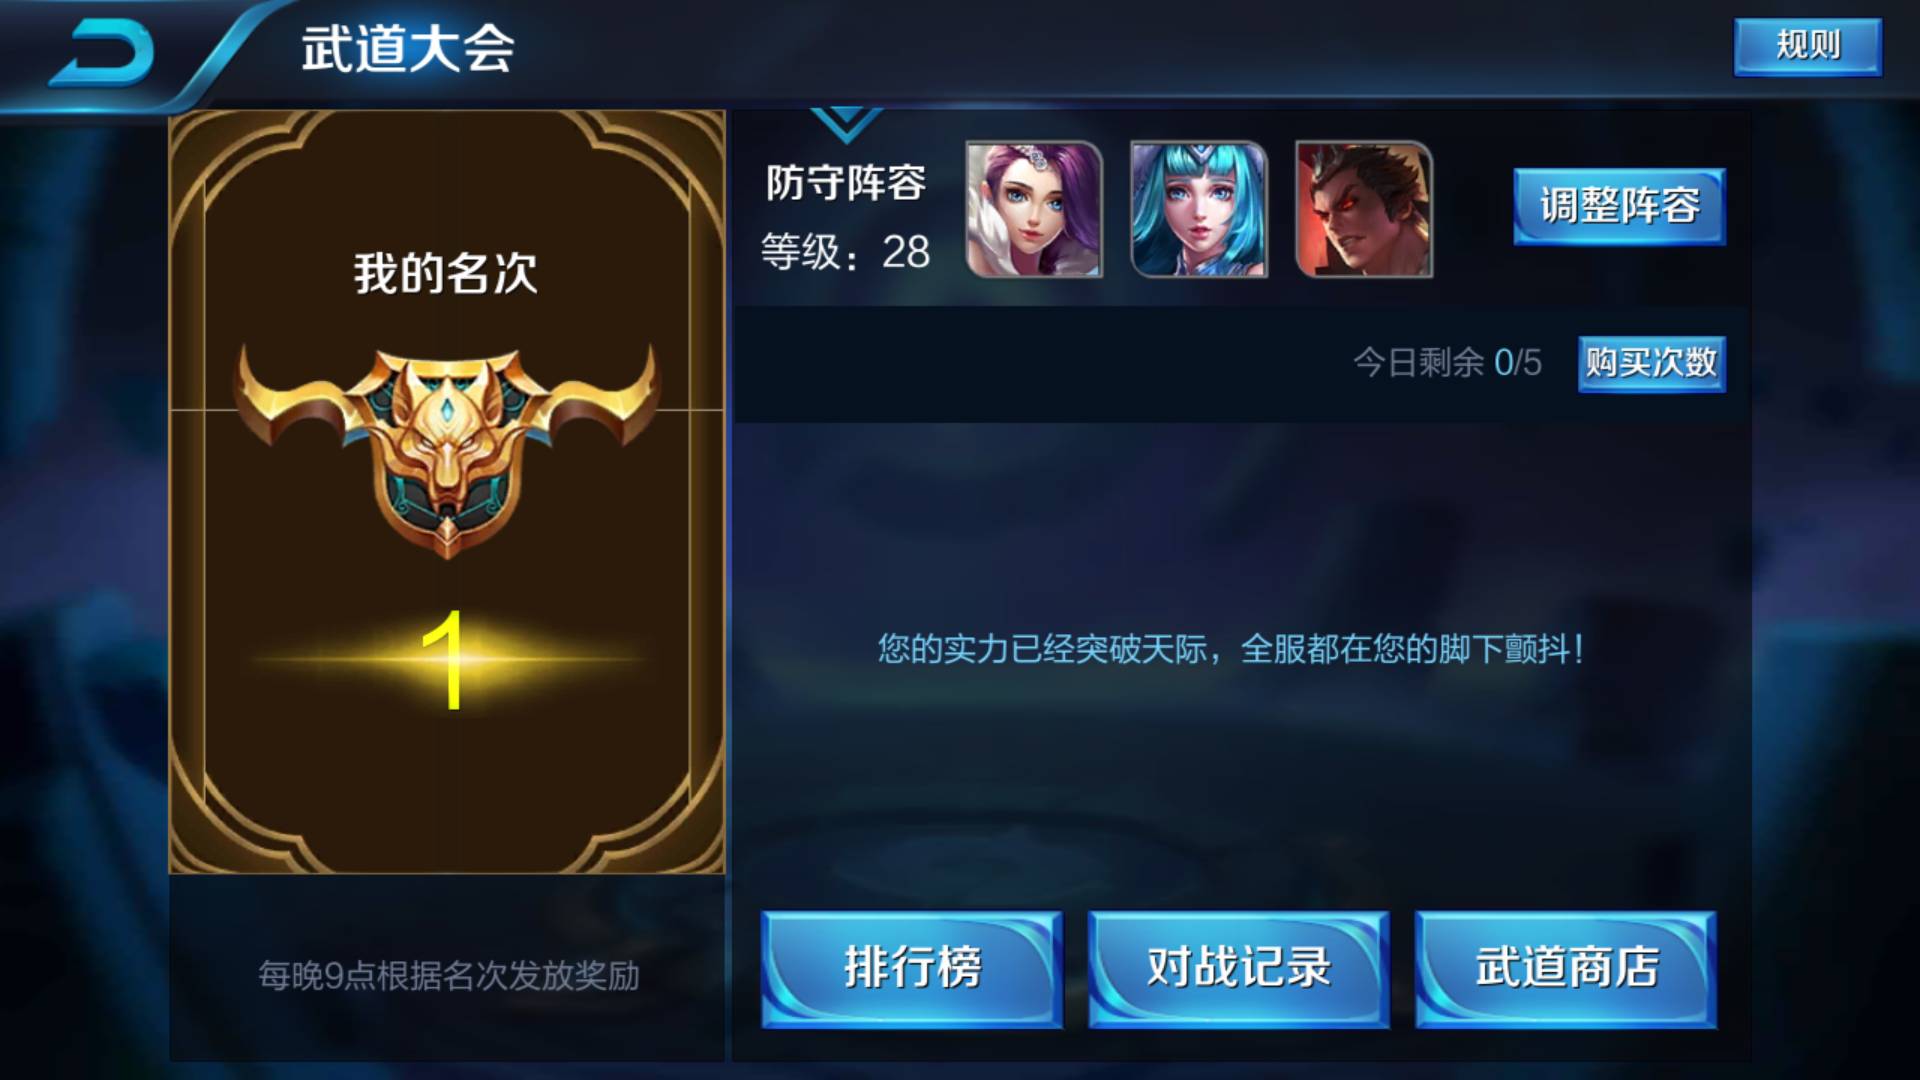 武道大会
规则
我的名次
1
每晚9点根据名次发放奖励
防守阵容
等级：28
调整阵容
今日剩余 0/5
购买次数
您的实力已经突破天际，全服都在您的脚下颤抖！
排行榜
对战记录
武道商店